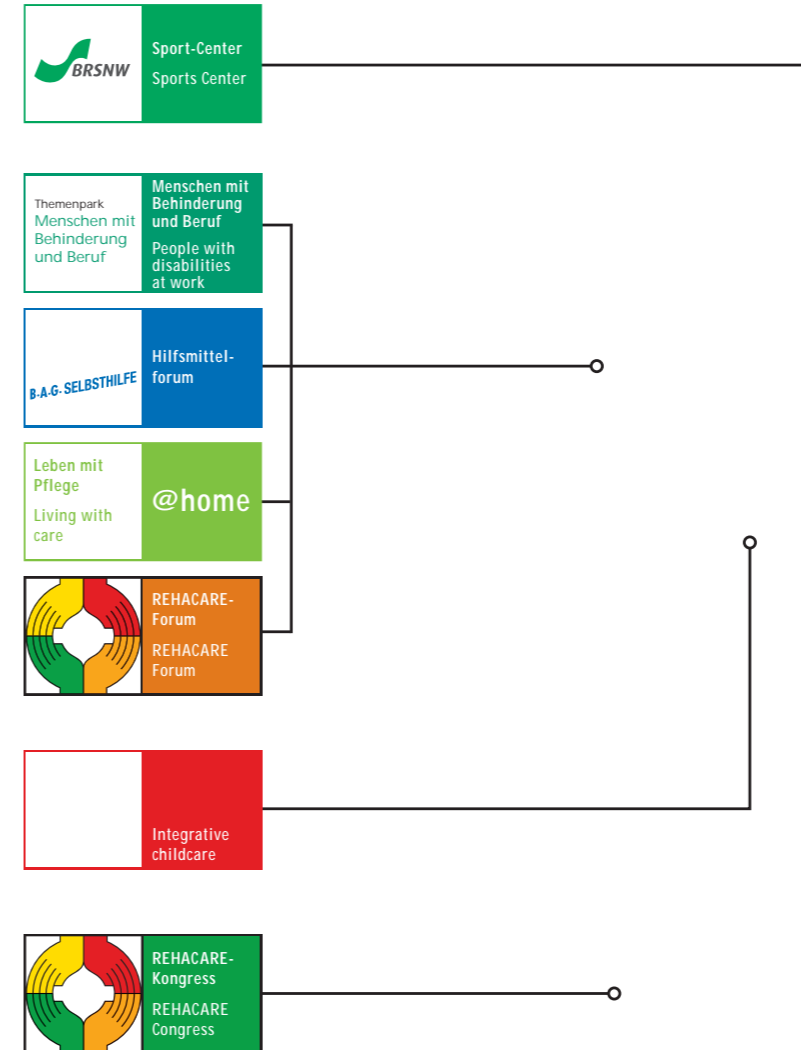 BRSNW
Sport-Center
Sports Center
Themenpark
Menschen mit
Behinderung
und Beruf
Menschen mit
Behinderung
und Beruf
People with
disabilities
at work
B·A·G·SELBSTHILFE
Hilfsmittel-
forum
Leben mit
Pflege
Living with
care
@home
REHACARE-
Forum
REHACARE
Forum
Integrative
childcare
REHACARE-
Kongress
REHACARE
Congress